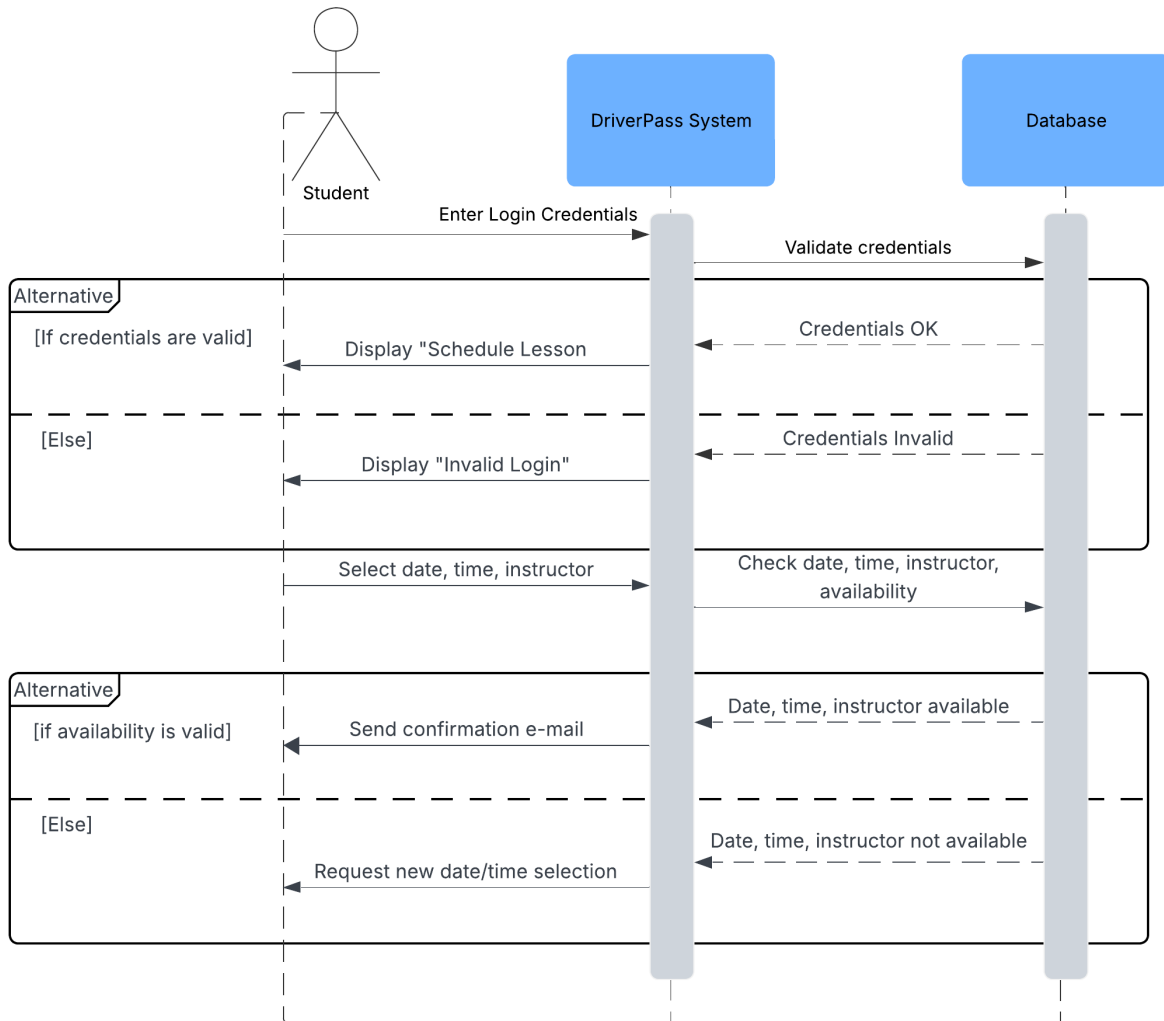 DriverPass System
Database
Student
Enter Login Credentials
Validate credentials
Alternative
[If credentials are valid]
Credentials OK
Display "Schedule Lesson
[Else]
Credentials Invalid
Display "Invalid Login"
Select date, time, instructor
Check date, time, instructor,
availability
Alternative
[if availability is valid]
Date, time, instructor available
Send confirmation e-mail
[Else]
Date, time, instructor not available
Request new date/time selection